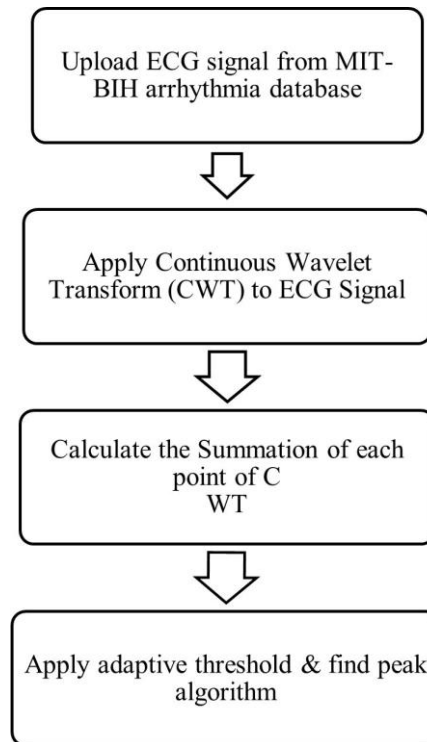 Upload ECG signal from MIT-
BIH arrhythmia database
Apply Continuous Wavelet
Transform (CWT) to ECG Signal
Calculate the Summation of each
point of C
WT
Apply adaptive threshold & find peak
algorithm